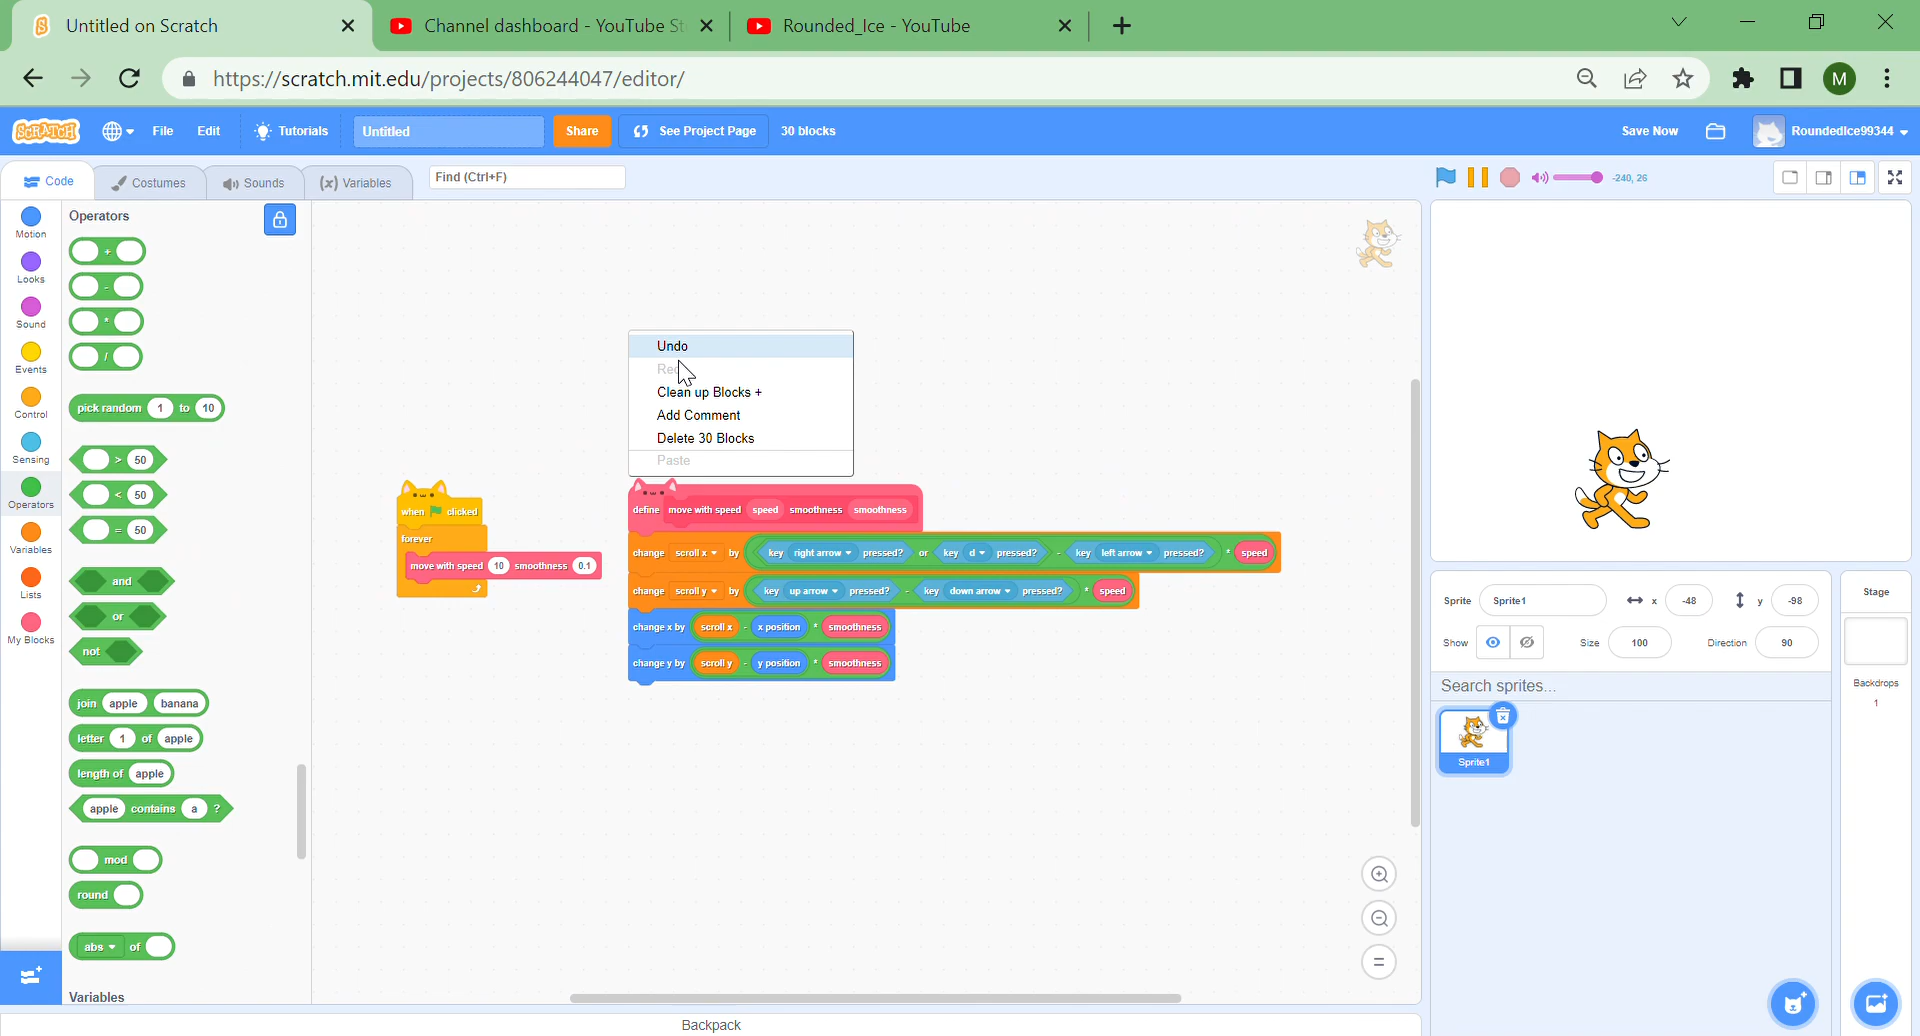 Untitled on Scratch
Channel dashboard - YouTube St
Rounded_Ice - YouTube
https://scratch.mit.edu/projects/806244047/editor/
M
SCRATCH
File
Edit
Tutorials
Untitled
Share
See Project Page
30 blocks
Save Now
RoundedIce99344
Code
Costumes
Sounds
(x) Variables
Find (Ctrl+F)
-240, 26
Motion
Looks
Sound
Events
Control
Sensing
Operators
Variables
Lists
My Blocks
Operators
+
-
*
/
pick random 1 to 10
> 50
< 50
= 50
and
or
not
join apple banana
letter 1 of apple
length of apple
apple contains a ?
mod
round
abs of
Variables
Undo
Clean up Blocks +
Add Comment
Delete 30 Blocks
Paste
when clicked
forever
move with speed 10 smoothness 0.1
define move with speed speed smoothness smoothness
change scroll x by key right arrow pressed? or key d pressed? - key left arrow pressed? * speed
change scroll y by key up arrow pressed? - key down arrow pressed? * speed
change x by scroll x - x position * smoothness
change y by scroll y - y position * smoothness
Backpack
Sprite Sprite1 x -48 y -98
Show Size 100 Direction 90
Search sprites...
Sprite1
Stage
Backdrops
1